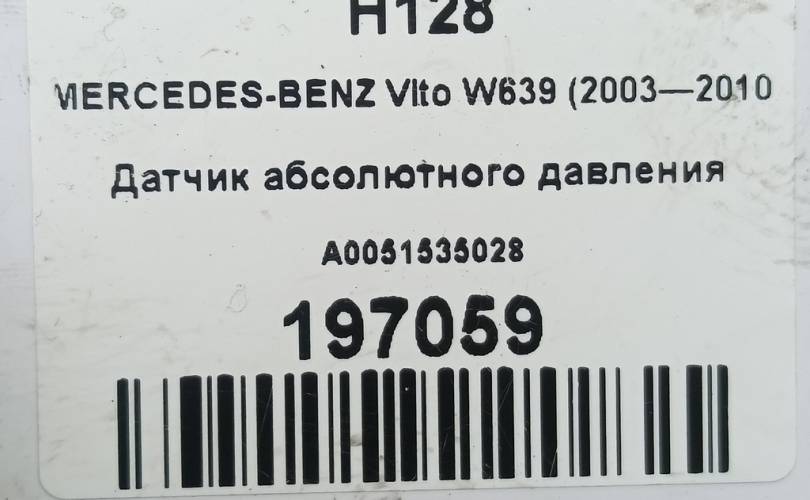 H128
MERCEDES-BENZ Vito W639 (2003—2010
Датчик абсолютного давления
A0051535028
197059